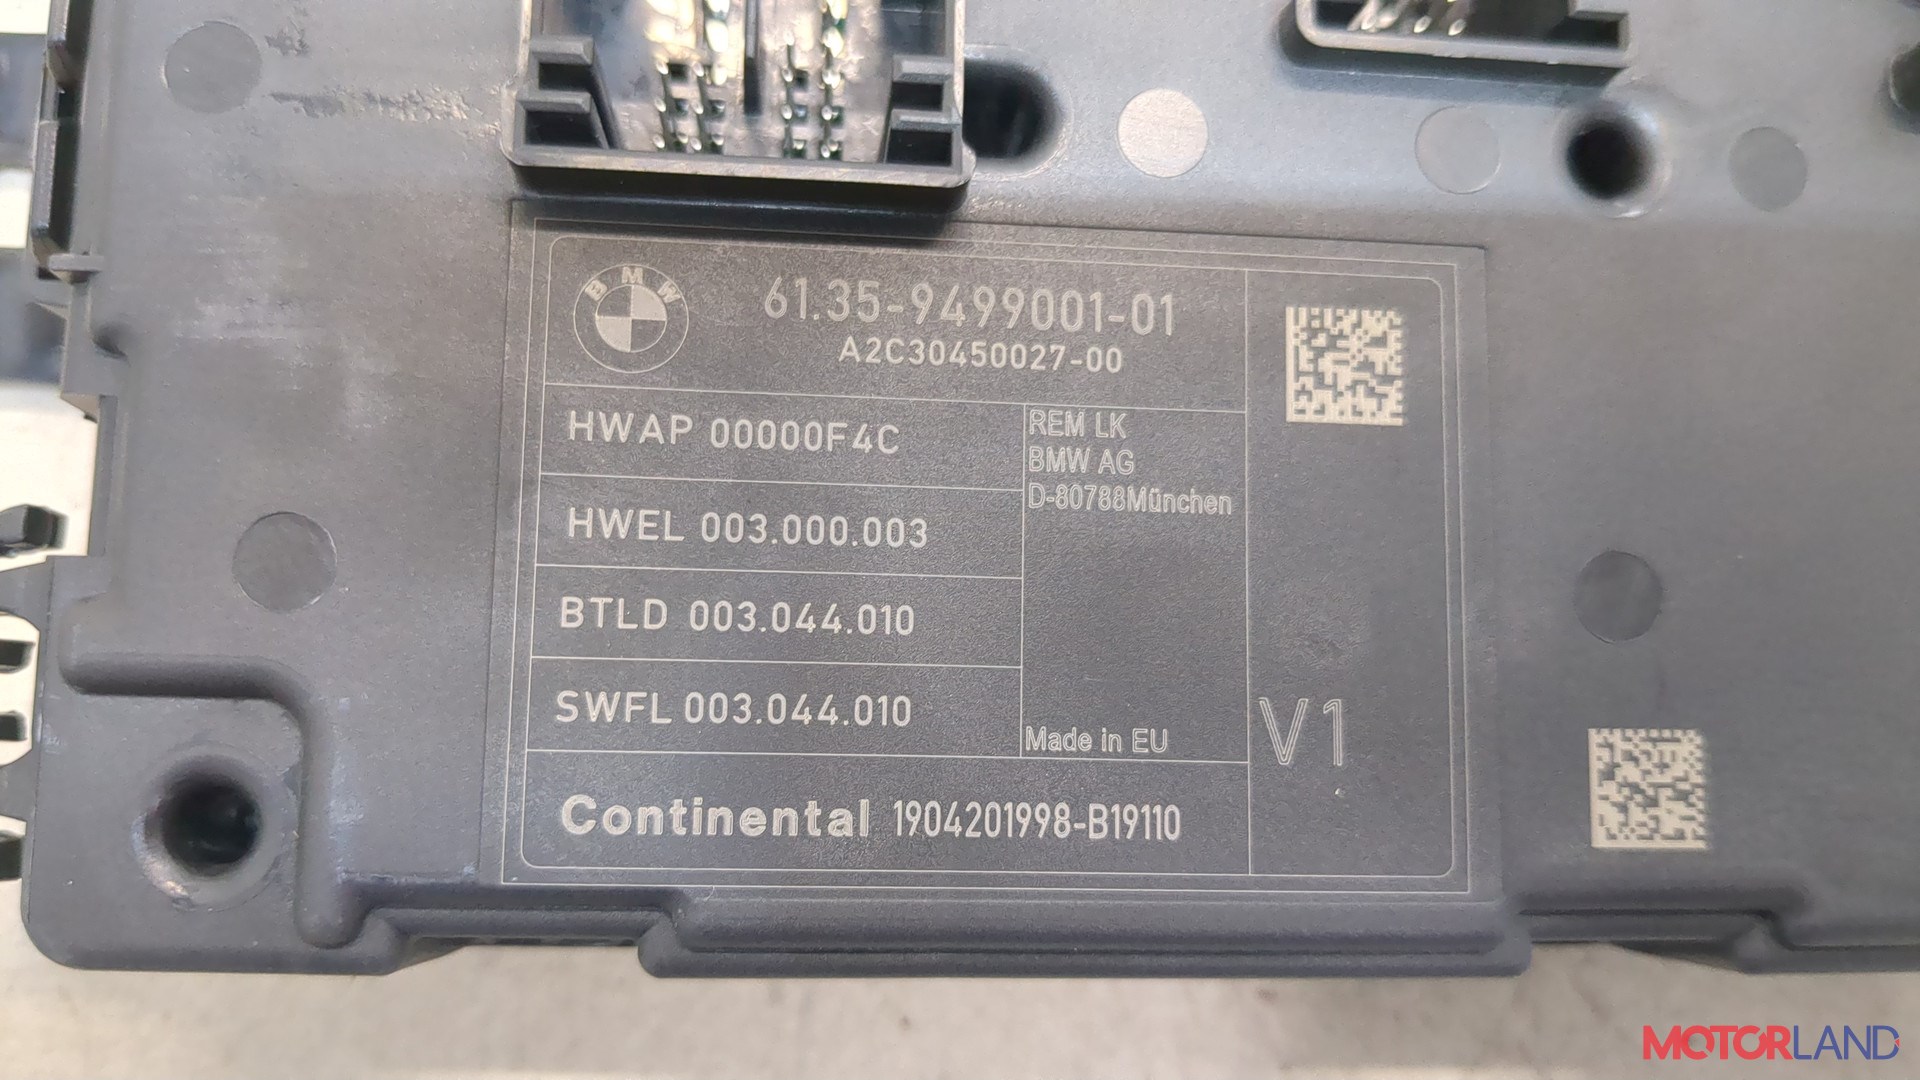 BMW
61.35-9499001-01
A2C30450027-00
HWAP 00000F4C
REM LK
BMW AG
D-80788München
HWEL 003.000.003
BTLD 003.044.010
SWFL 003.044.010
Made in EU
V1
Continental 1904201998-B19110
MOTORLAND